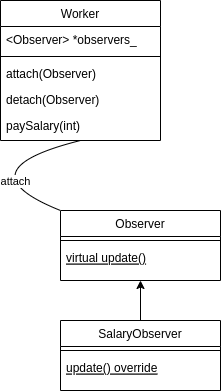 Worker
<Observer> *observers_
attach(Observer)
detach(Observer)
paySalary(int)
attach
Observer
virtual update()
SalaryObserver
update() override